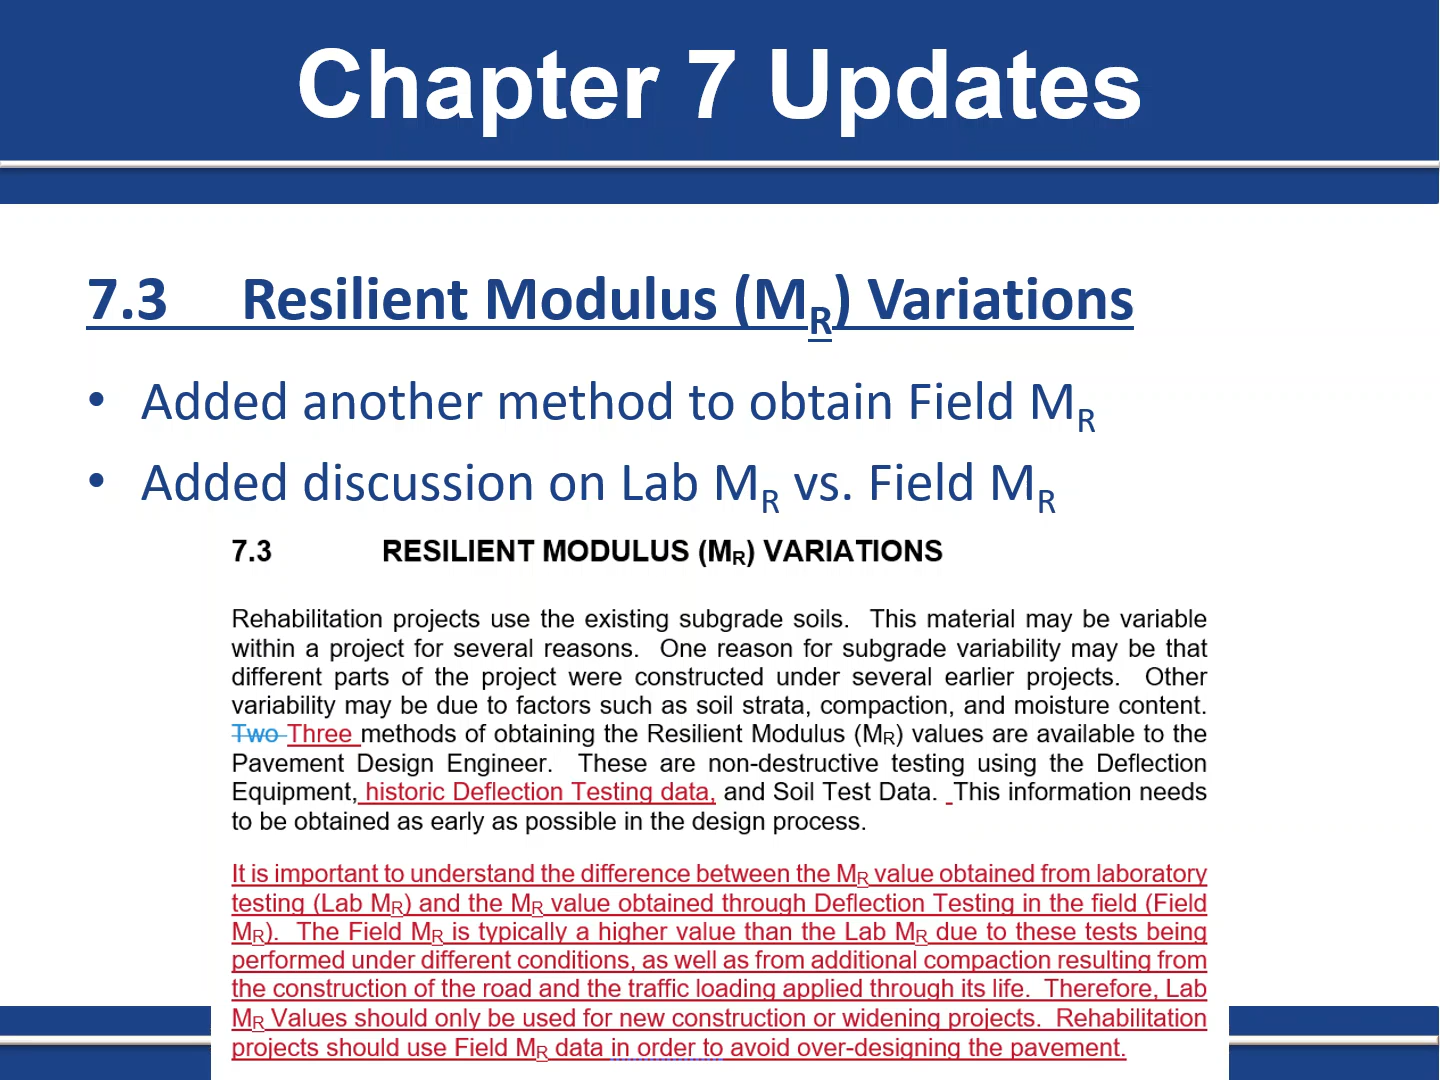 Chapter 7 Updates
7.3 Resilient Modulus (MR) Variations
• Added another method to obtain Field MR
• Added discussion on Lab MR vs. Field MR
7.3 RESILIENT MODULUS (MR) VARIATIONS
Rehabilitation projects use the existing subgrade soils. This material may be variable
within a project for several reasons. One reason for subgrade variability may be that
different parts of the project were constructed under several earlier projects. Other
variability may be due to factors such as soil strata, compaction, and moisture content.
Two Three methods of obtaining the Resilient Modulus (MR) values are available to the
Pavement Design Engineer. These are non-destructive testing using the Deflection
Equipment, historic Deflection Testing data, and Soil Test Data. This information needs
to be obtained as early as possible in the design process.
It is important to understand the difference between the MR value obtained from laboratory
testing (Lab MR) and the MR value obtained through Deflection Testing in the field (Field
MR). The Field MR is typically a higher value than the Lab MR due to these tests being
performed under different conditions, as well as from additional compaction resulting from
the construction of the road and the traffic loading applied through its life. Therefore, Lab
MR Values should only be used for new construction or widening projects. Rehabilitation
projects should use Field MR data in order to avoid over-designing the pavement.